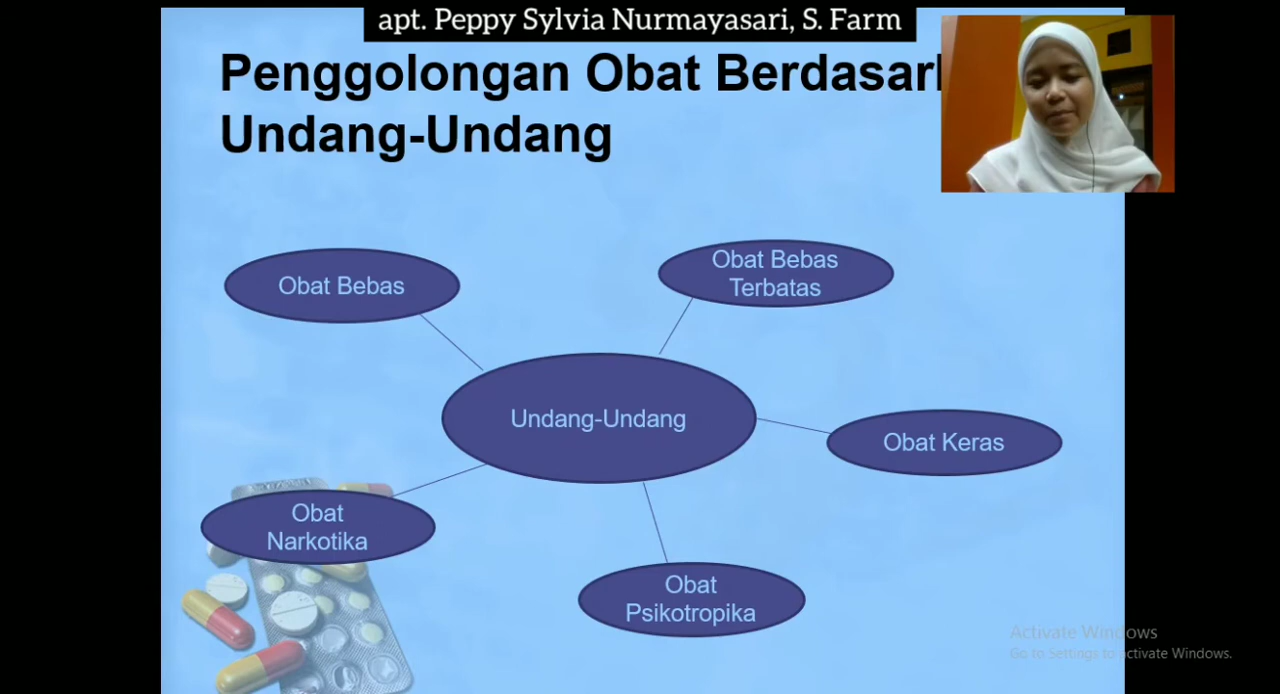 apt. Peppy Sylvia Nurmayasari, S. Farm
Penggolongan Obat
Undang-Undang
Obat Bebas
Obat Bebas
Terbatas
Undang-Undang
Obat Keras
Obat
Narkotika
Obat
Psikotropika
Activate Windows
Go to Settings to activate Windows.